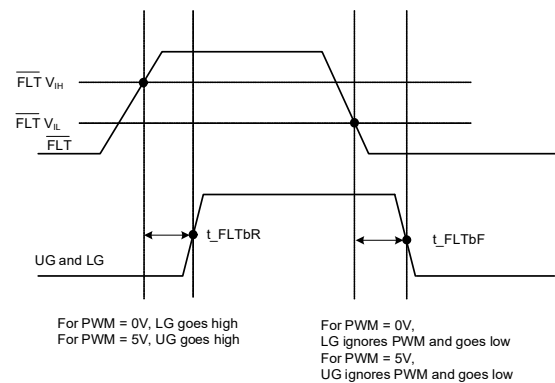 FLT VIH
FLT VIL
FLT
t_FLTbR
t_FLTbF
UG and LG
For PWM = 0V, LG goes high
For PWM = 5V, UG goes high
For PWM = 0V,
LG ignores PWM and goes low
For PWM = 5V,
UG ignores PWM and goes low